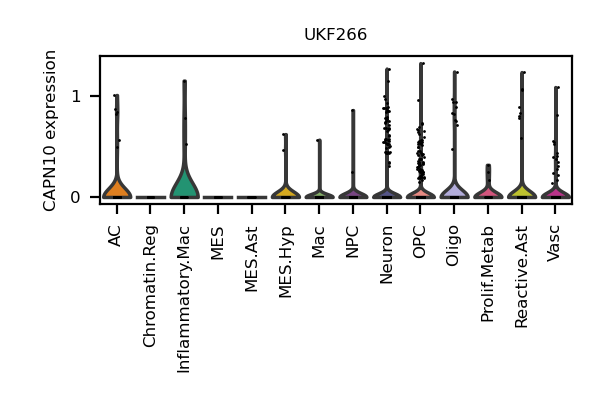 UKF266
CAPN10 expression
1
0
AC
Chromatin.Reg
Inflammatory.Mac
MES
MES.Ast
MES.Hyp
Mac
NPC
Neuron
OPC
Oligo
Prolif.Metab
Reactive.Ast
Vasc